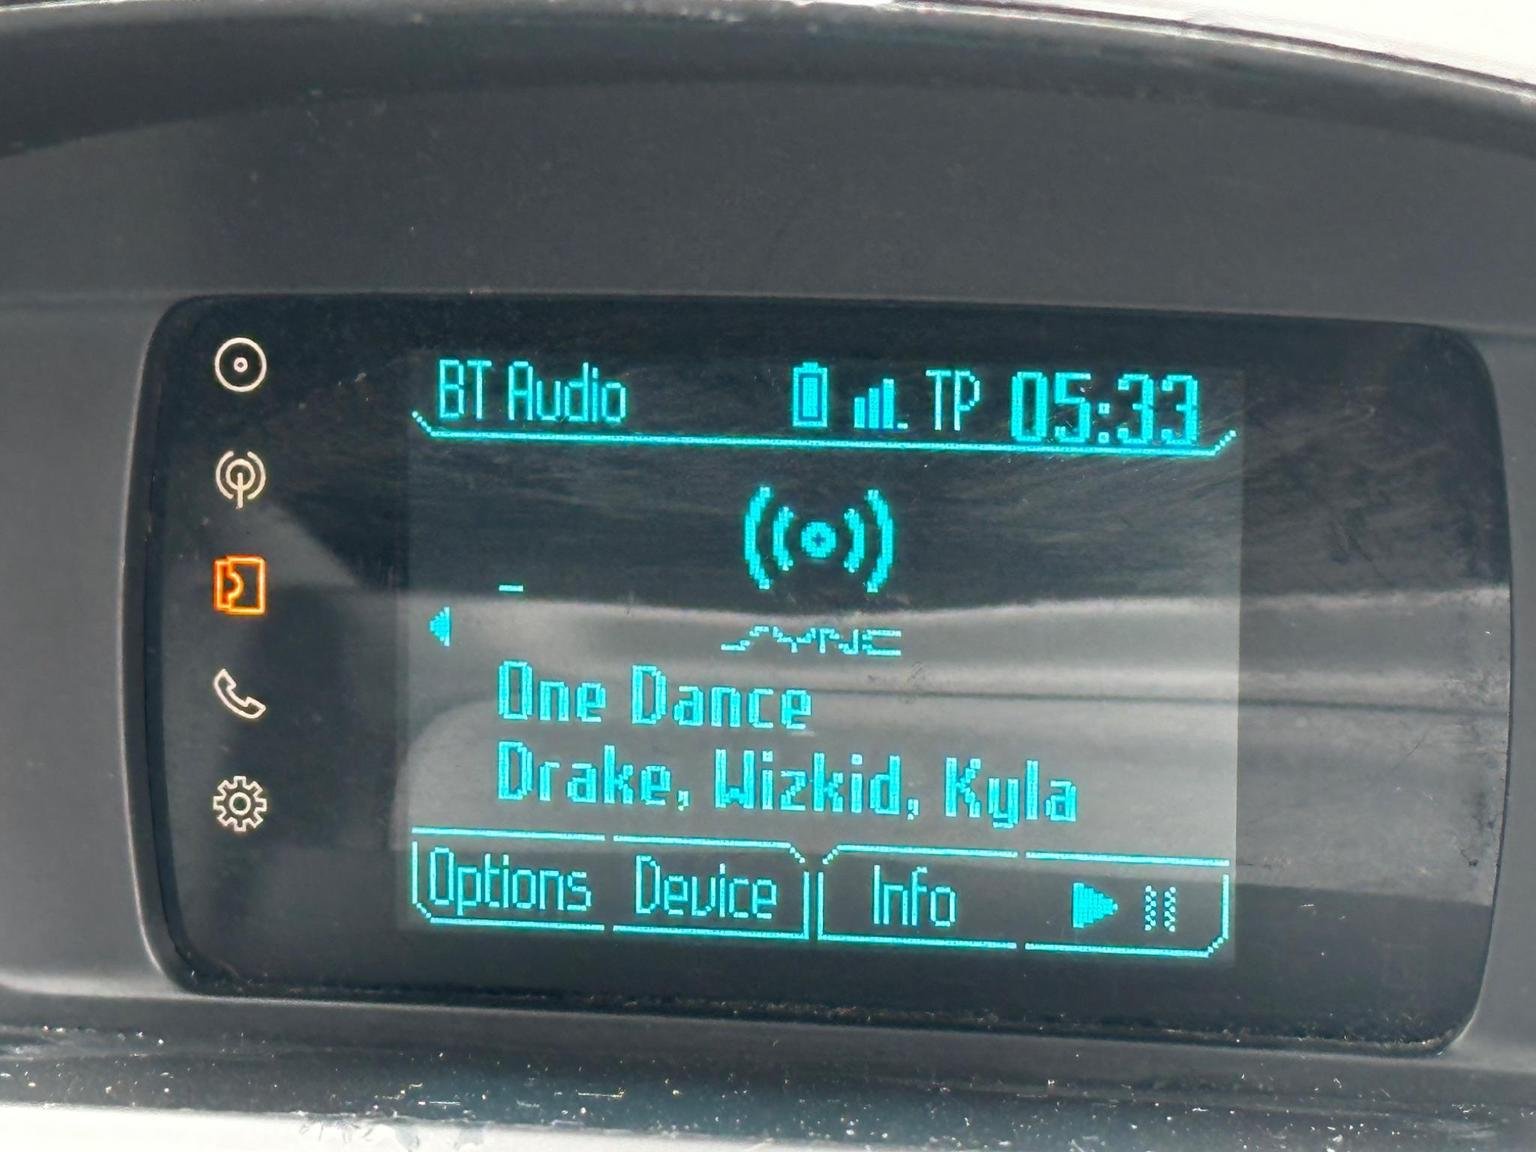 BT Audio TP 05:33
SYNC
One Dance
Drake, Wizkid, Kyla
Options Device Info